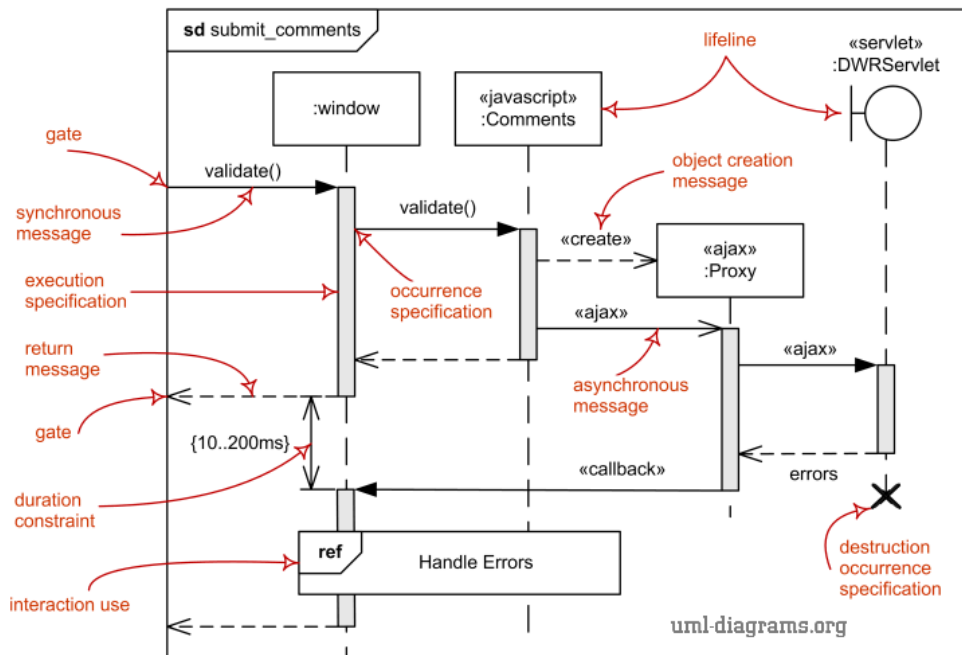 sd submit_comments
lifeline
«servlet»
:DWRServlet
:window
«javascript»
:Comments
gate
validate()
object creation
message
synchronous
message
validate()
«create»
«ajax»
:Proxy
execution
specification
occurrence
specification
«ajax»
return
message
asynchronous
message
«ajax»
gate
{10..200ms}
«callback»
errors
duration
constraint
ref
Handle Errors
destruction
occurrence
specification
interaction use
uml-diagrams.org